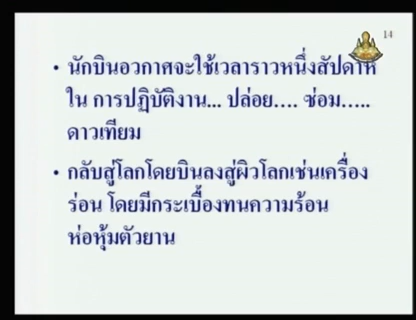 14
• นักบินอวกาศจะใช้เวลาราวหนึ่งสัปดาห์
ใน การปฏิบัติงาน... ปล่อย.... ซ่อม.....
ดาวเทียม
• กลับสู่โลกโดยบินลงสู่ผิวโลกเช่นเครื่อง
ร่อน โดยมีกระเบื้องทนความร้อน
ห่อหุ้มตัวยาน